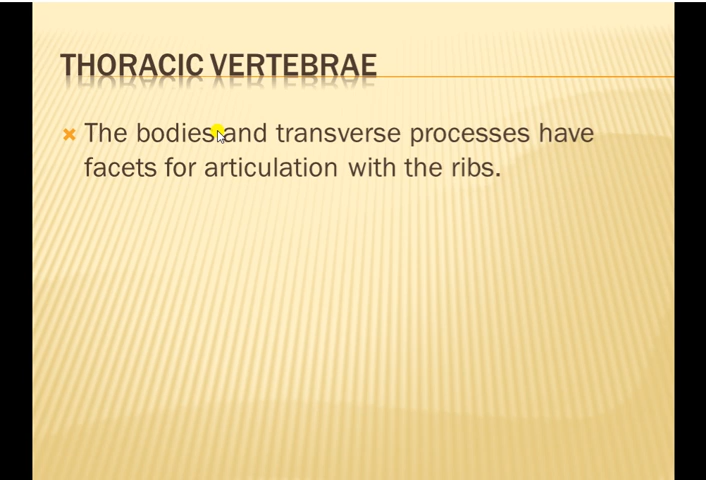 THORACIC VERTEBRAE
The bodies and transverse processes have
facets for articulation with the ribs.